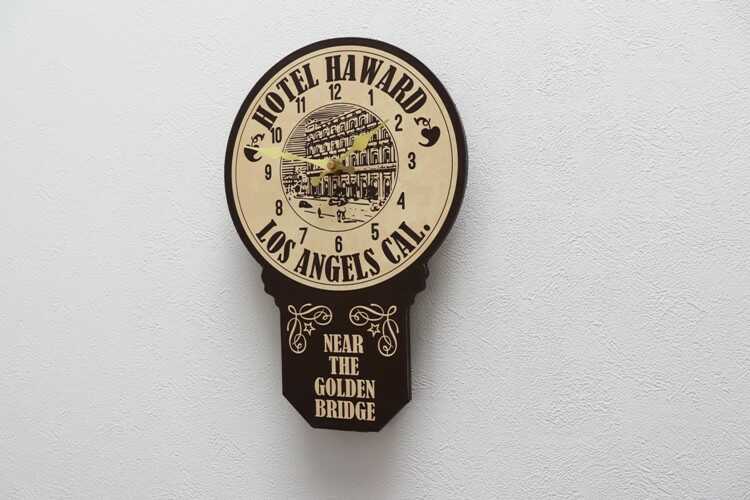 HOTEL HAWARD
12
1
2
3
4
5
6
7
8
9
10
11
LOS ANGELS CAL.
NEAR
THE
GOLDEN
BRIDGE